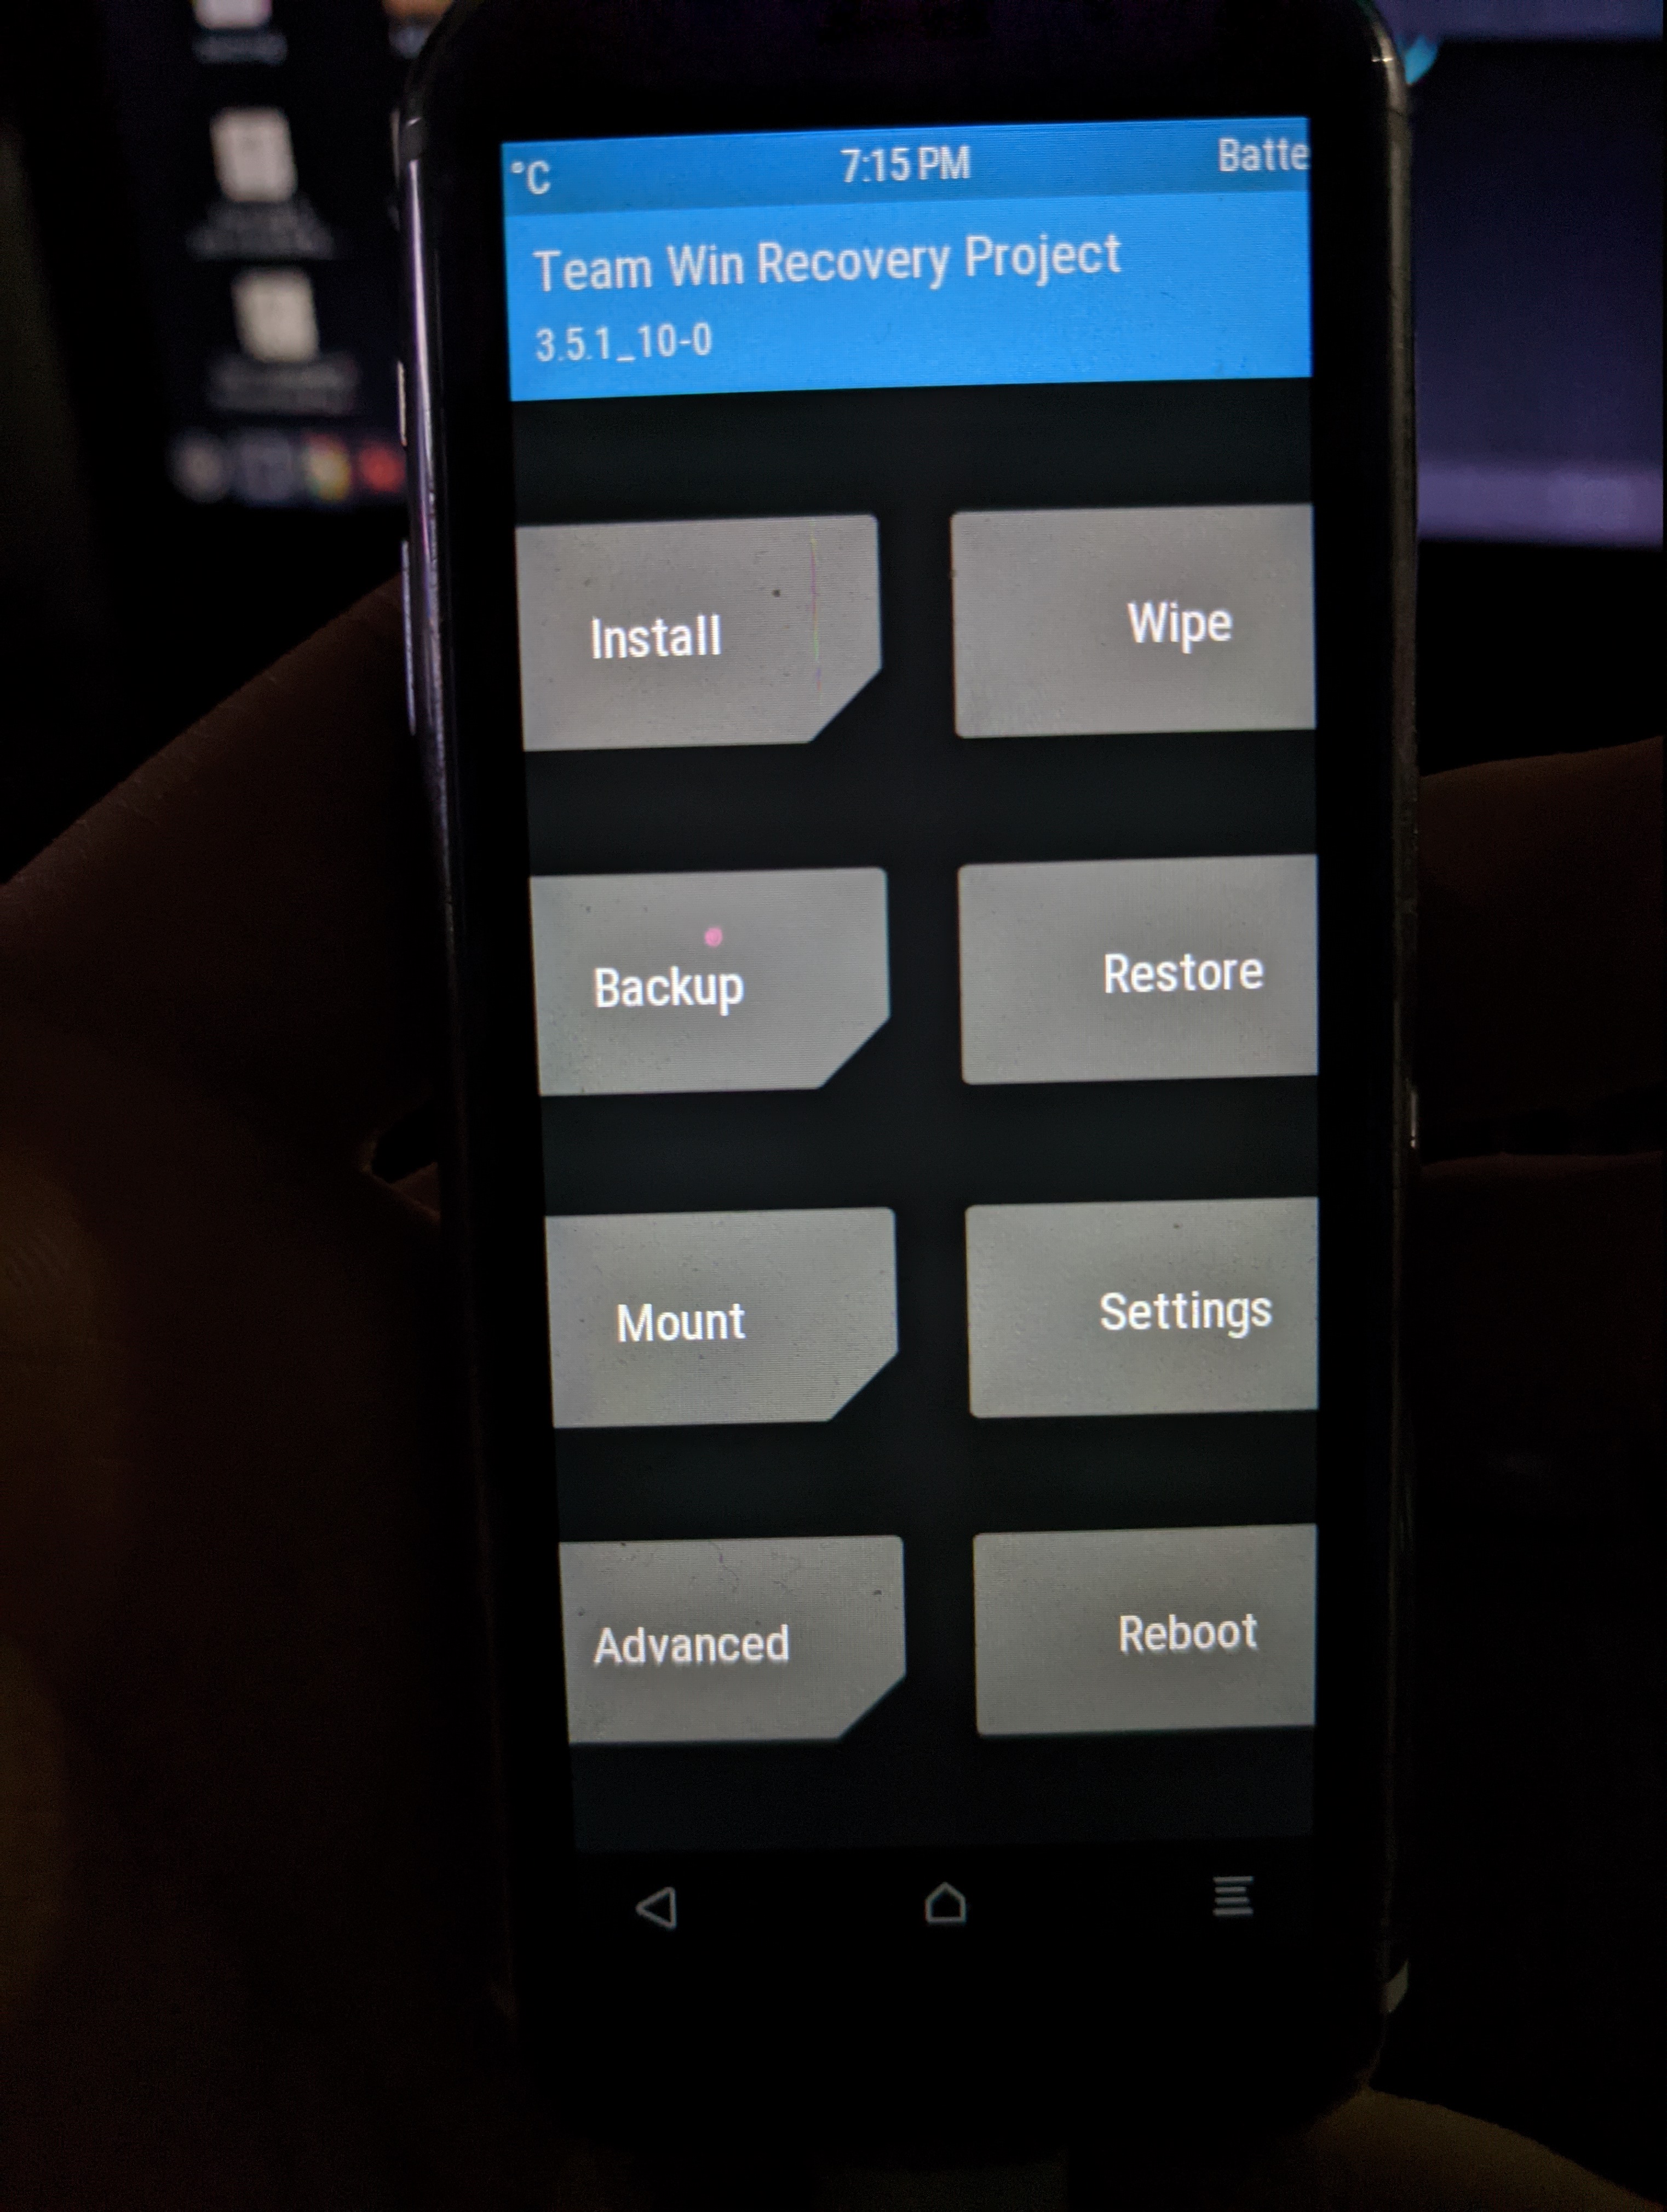 °C 7:15 PM Batte
Team Win Recovery Project
3.5.1_10-0
Install Wipe
Backup Restore
Mount Settings
Advanced Reboot